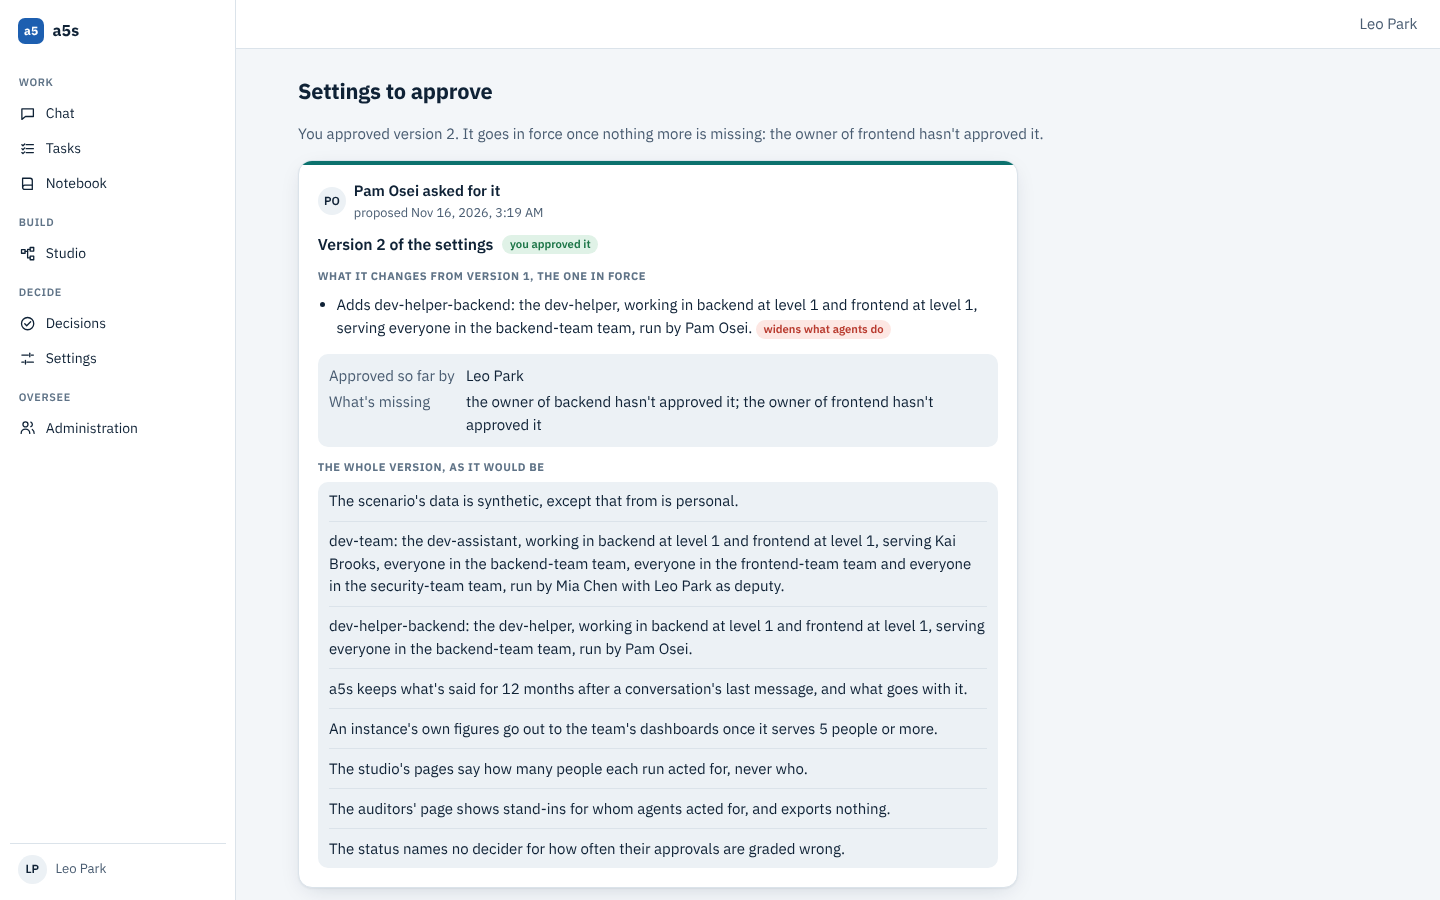 a5 a5s
Leo Park
WORK
Chat
Tasks
Notebook
BUILD
Studio
DECIDE
Decisions
Settings
OVERSEE
Administration
LP Leo Park
Settings to approve
You approved version 2. It goes in force once nothing more is missing: the owner of frontend hasn't approved it.
PO Pam Osei asked for it
proposed Nov 16, 2026, 3:19 AM
Version 2 of the settings you approved it
WHAT IT CHANGES FROM VERSION 1, THE ONE IN FORCE
• Adds dev-helper-backend: the dev-helper, working in backend at level 1 and frontend at level 1,
serving everyone in the backend-team team, run by Pam Osei. widens what agents do
Approved so far by Leo Park
What's missing the owner of backend hasn't approved it; the owner of frontend hasn't
approved it
THE WHOLE VERSION, AS IT WOULD BE
The scenario's data is synthetic, except that from is personal.
dev-team: the dev-assistant, working in backend at level 1 and frontend at level 1, serving Kai
Brooks, everyone in the backend-team team, everyone in the frontend-team team and everyone
in the security-team team, run by Mia Chen with Leo Park as deputy.
dev-helper-backend: the dev-helper, working in backend at level 1 and frontend at level 1, serving
everyone in the backend-team team, run by Pam Osei.
a5s keeps what's said for 12 months after a conversation's last message, and what goes with it.
An instance's own figures go out to the team's dashboards once it serves 5 people or more.
The studio's pages say how many people each run acted for, never who.
The auditors' page shows stand-ins for whom agents acted for, and exports nothing.
The status names no decider for how often their approvals are graded wrong.